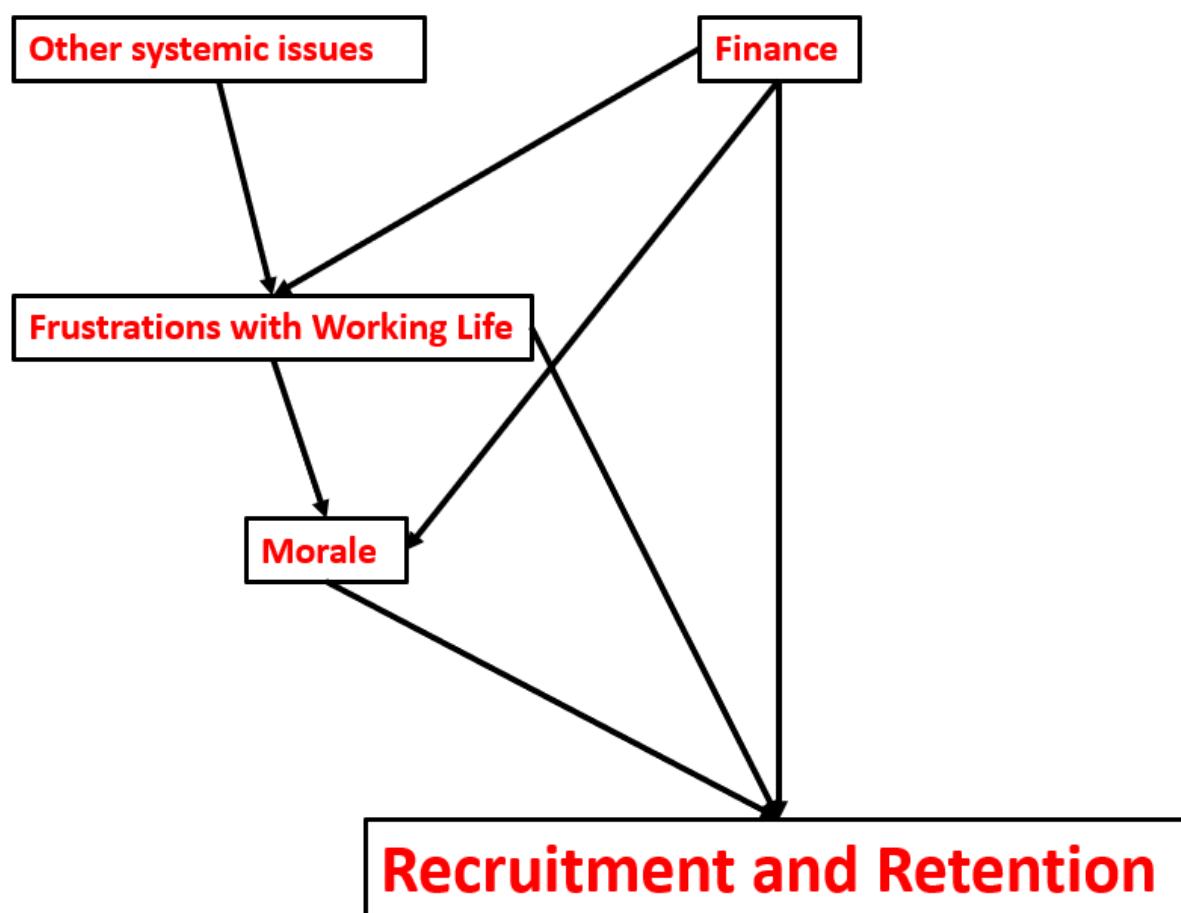 Other systemic issues
Finance
Frustrations with Working Life
Morale
Recruitment and Retention